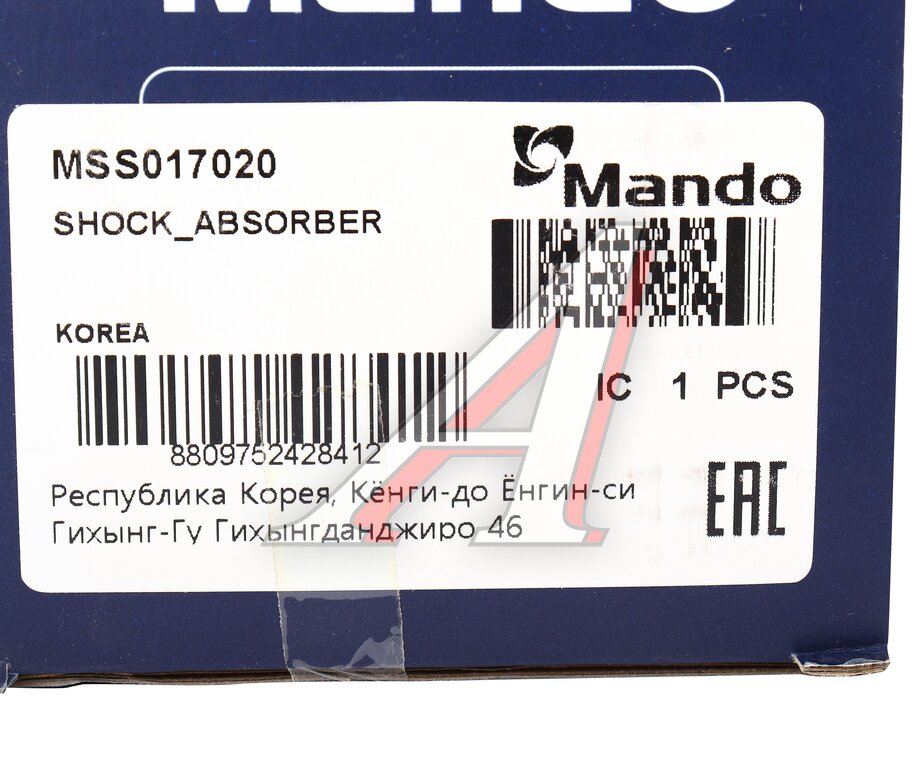 Mando
MSS017020
Mando
SHOCK_ABSORBER
KOREA
IC 1 PCS
8809752428412
Республика Корея, Кёнги-до Ёнгин-си
Гихынг-Гу Гихынгданджиро 46
EAC